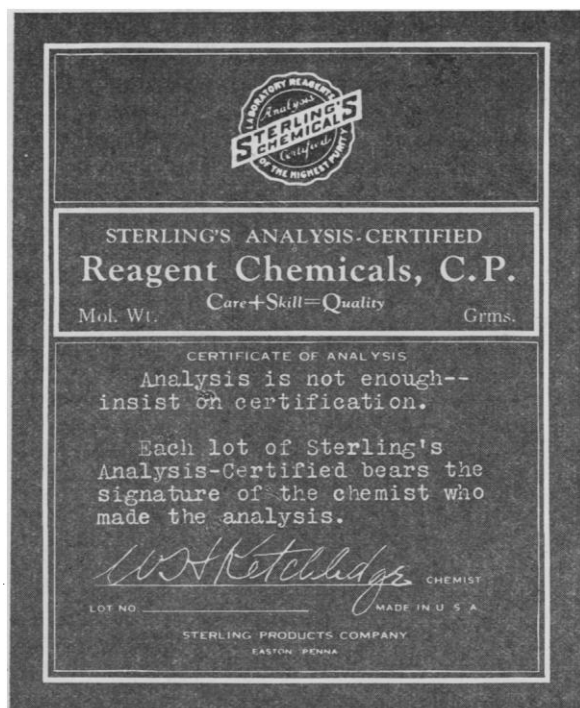 LABORATORY REAGENTS
Analysis
STERLING'S
CHEMICALS
Certified
OF THE HIGHEST PURITY
STERLING'S ANALYSIS-CERTIFIED
Reagent Chemicals, C.P.
Care+Skill=Quality
Mol. Wt. Grms.
CERTIFICATE OF ANALYSIS
Analysis is not enough--
insist on certification.
Each lot of Sterling's
Analysis-Certified bears the
signature of the chemist who
made the analysis.
W H Ketchledge CHEMIST
LOT NO. MADE IN U S A
STERLING PRODUCTS COMPANY
EASTON PENNA